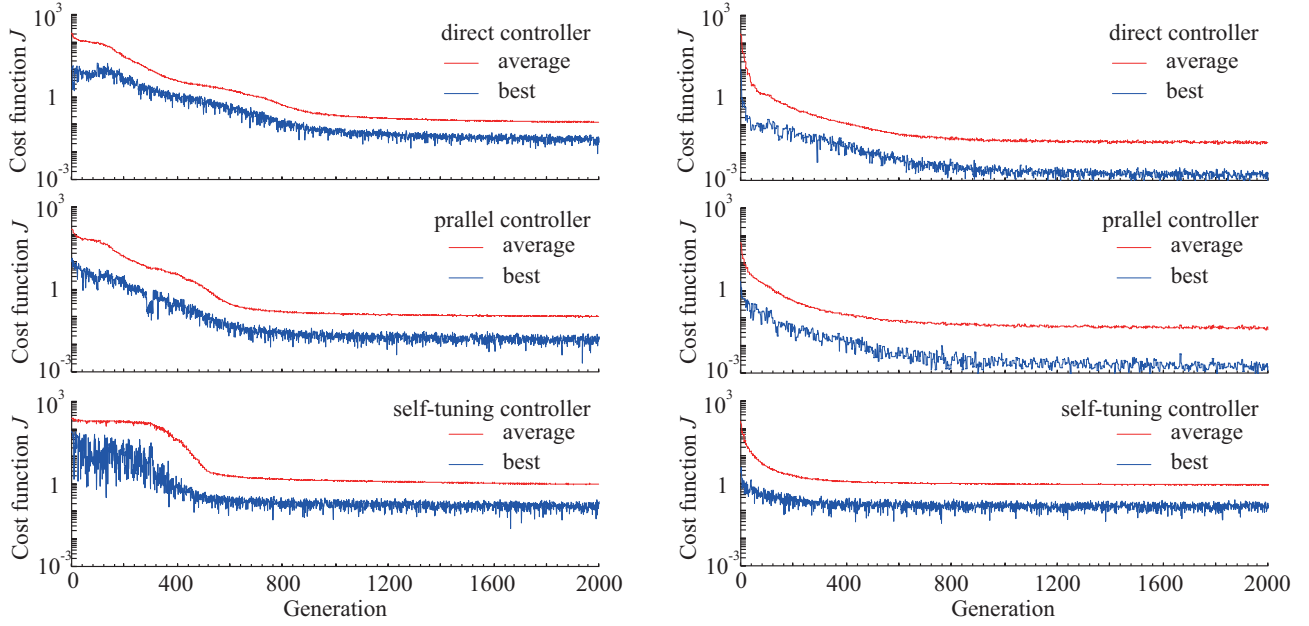 10^3
Cost function J
1
10^-3
direct controller
average
best
10^3
Cost function J
1
10^-3
prallel controller
average
best
10^3
Cost function J
1
10^-3
self-tuning controller
average
best
0 400 800 1200 1600 2000
Generation
10^3
Cost function J
1
10^-3
direct controller
average
best
10^3
Cost function J
1
10^-3
prallel controller
average
best
10^3
Cost function J
1
10^-3
self-tuning controller
average
best
0 400 800 1200 1600 2000
Generation